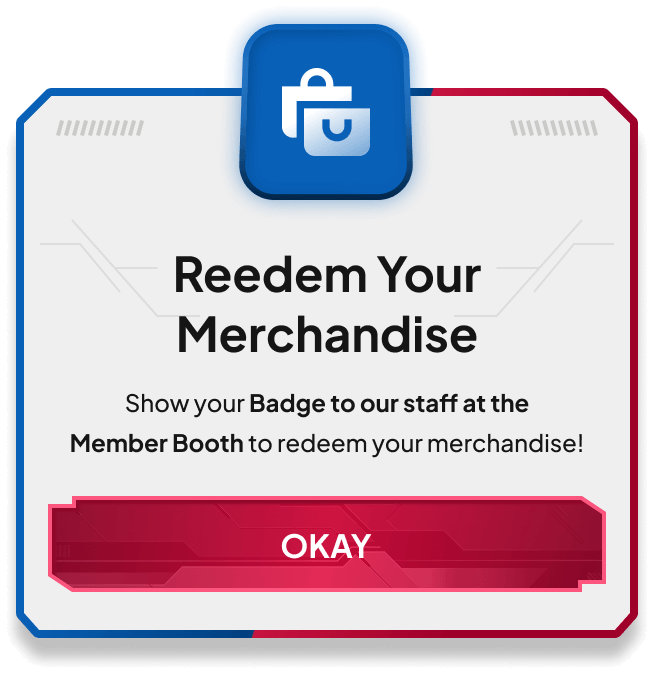 Reedem Your
Merchandise
Show your Badge to our staff at the
Member Booth to redeem your merchandise!
OKAY